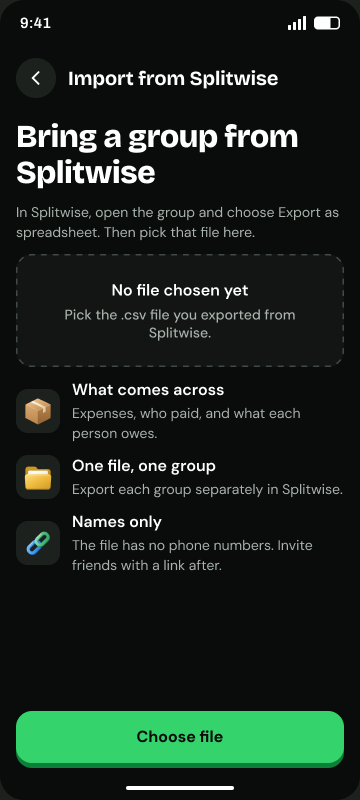 9:41
Import from Splitwise
Bring a group from
Splitwise
In Splitwise, open the group and choose Export as
spreadsheet. Then pick that file here.
No file chosen yet
Pick the .csv file you exported from
Splitwise.
What comes across
Expenses, who paid, and what each
person owes.
One file, one group
Export each group separately in Splitwise.
Names only
The file has no phone numbers. Invite
friends with a link after.
Choose file